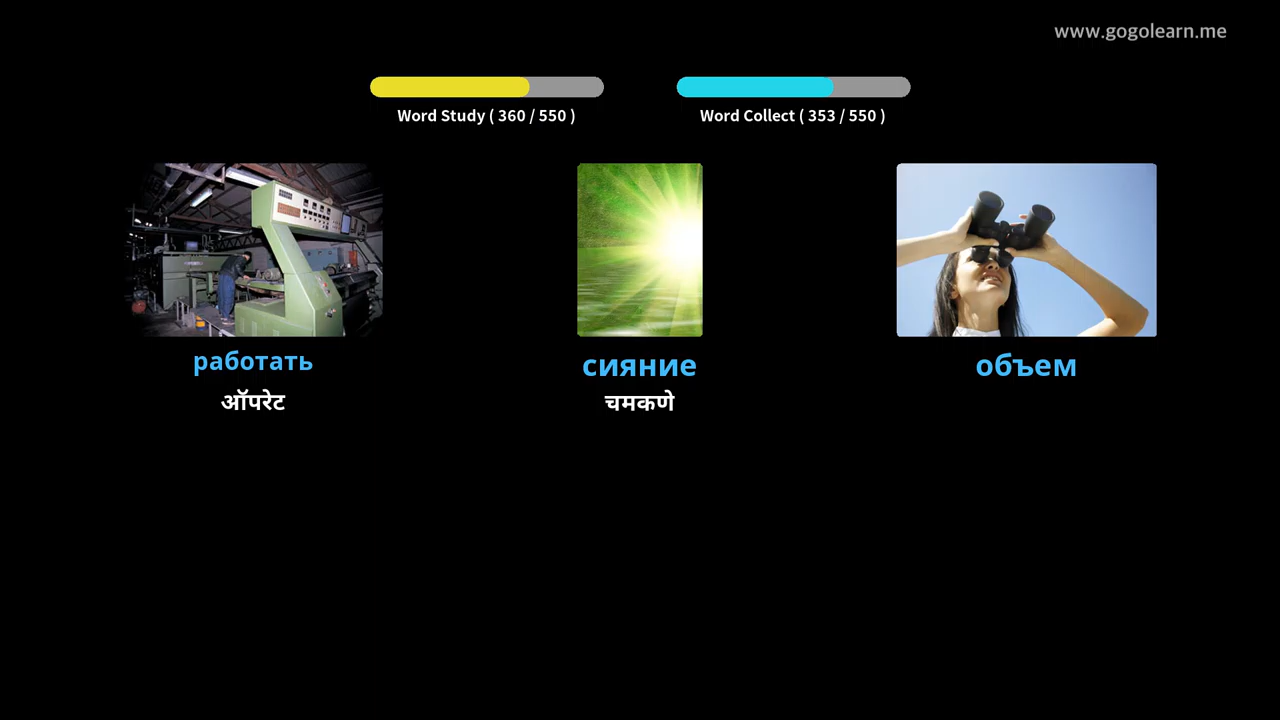 www.gogolearn.me
Word Study ( 360 / 550 )
Word Collect ( 353 / 550 )
работать
сияние
объем
ऑपरेट
चमकणे